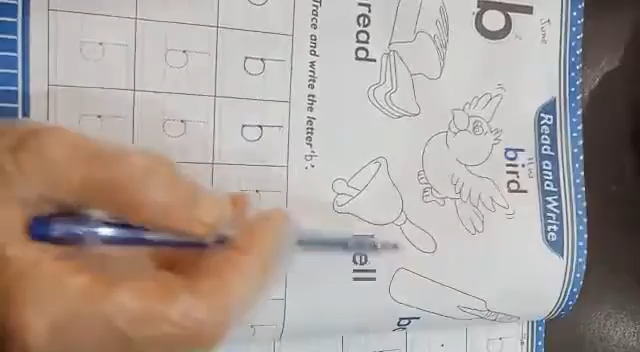 Read and Write
June
b
bird
read
ell
Trace and write the letter 'b'.
b b b
b b b